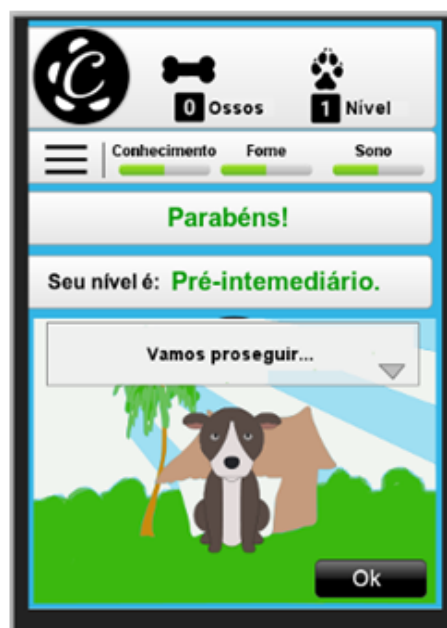 C
0 Ossos 1 Nível
Conhecimento Fome Sono
Parabéns!
Seu nível é: Pré-intemediário.
Vamos proseguir...
Ok